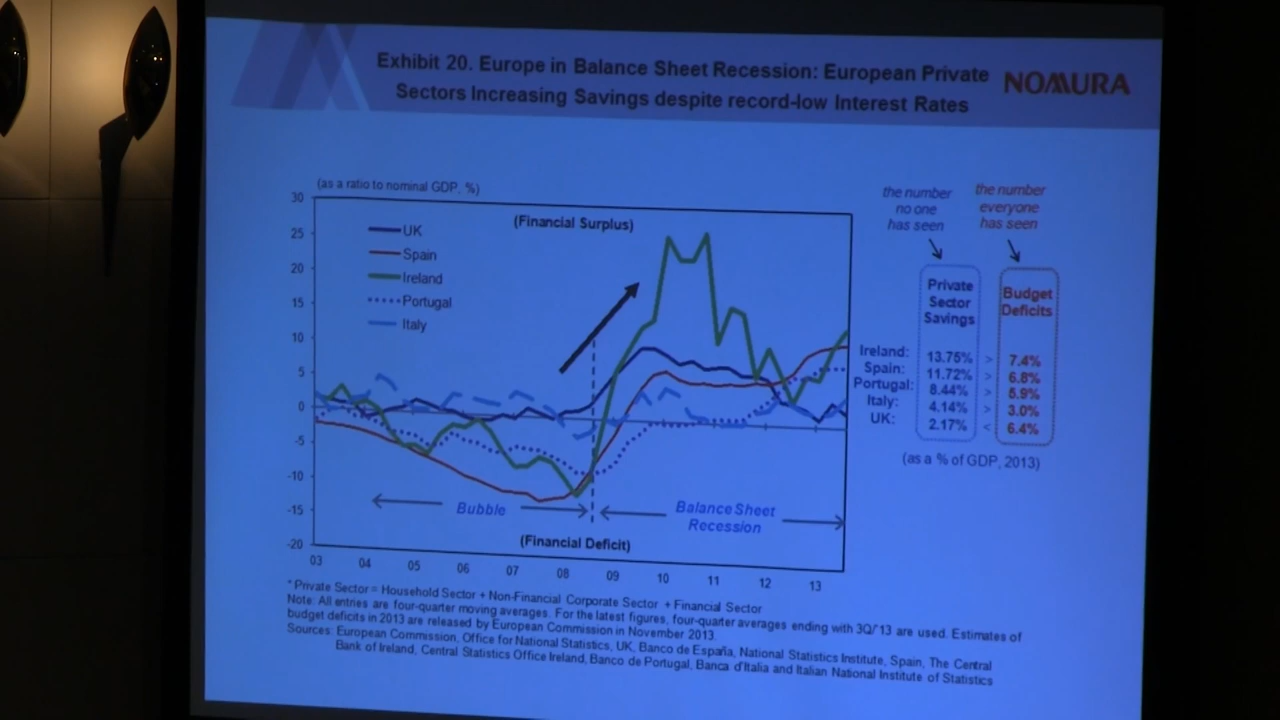 Exhibit 20. Europe in Balance Sheet Recession: European Private
Sectors Increasing Savings despite record-low Interest Rates
NOMURA
(as a ratio to nominal GDP, %)
30
25
20
15
10
5
0
-5
-10
-15
-20
(Financial Surplus)
UK
Spain
Ireland
Portugal
Italy
Bubble
Balance Sheet
Recession
(Financial Deficit)
03 04 05 06 07 08 09 10 11 12 13
the number
no one
has seen
the number
everyone
has seen
Private
Sector
Savings
Budget
Deficits
Ireland: 13.75% > 7.4%
Spain: 11.72% > 6.8%
Portugal: 8.44% > 5.9%
Italy: 4.14% > 3.0%
UK: 2.17% < 6.4%
(as a % of GDP, 2013)
* Private Sector = Household Sector + Non-Financial Corporate Sector + Financial Sector
Note: All entries are four-quarter moving averages. For the latest figures, four-quarter averages ending with 3Q/'13 are used. Estimates of
budget deficits in 2013 are released by European Commission in November 2013.
Sources: European Commission, Office for National Statistics, UK, Banco de España, National Statistics Institute, Spain, The Central
Bank of Ireland, Central Statistics Office Ireland, Banco de Portugal, Banca d'Italia and Italian National Institute of Statistics